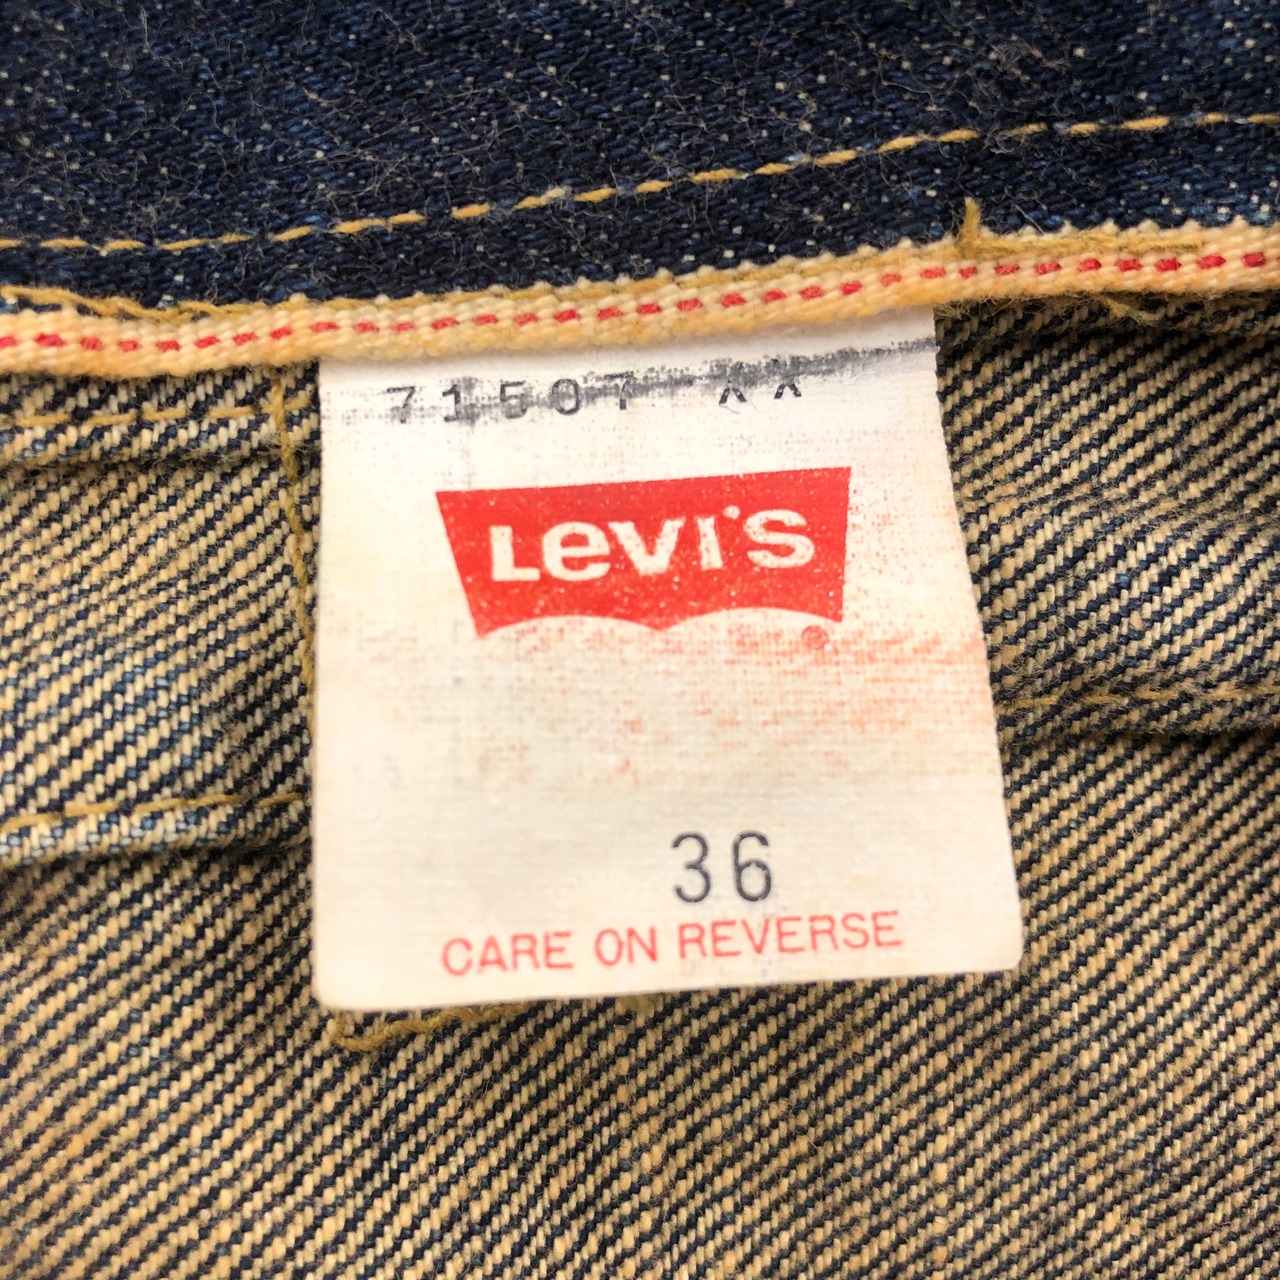 71507 XX
LEVI'S
®
36
CARE ON REVERSE